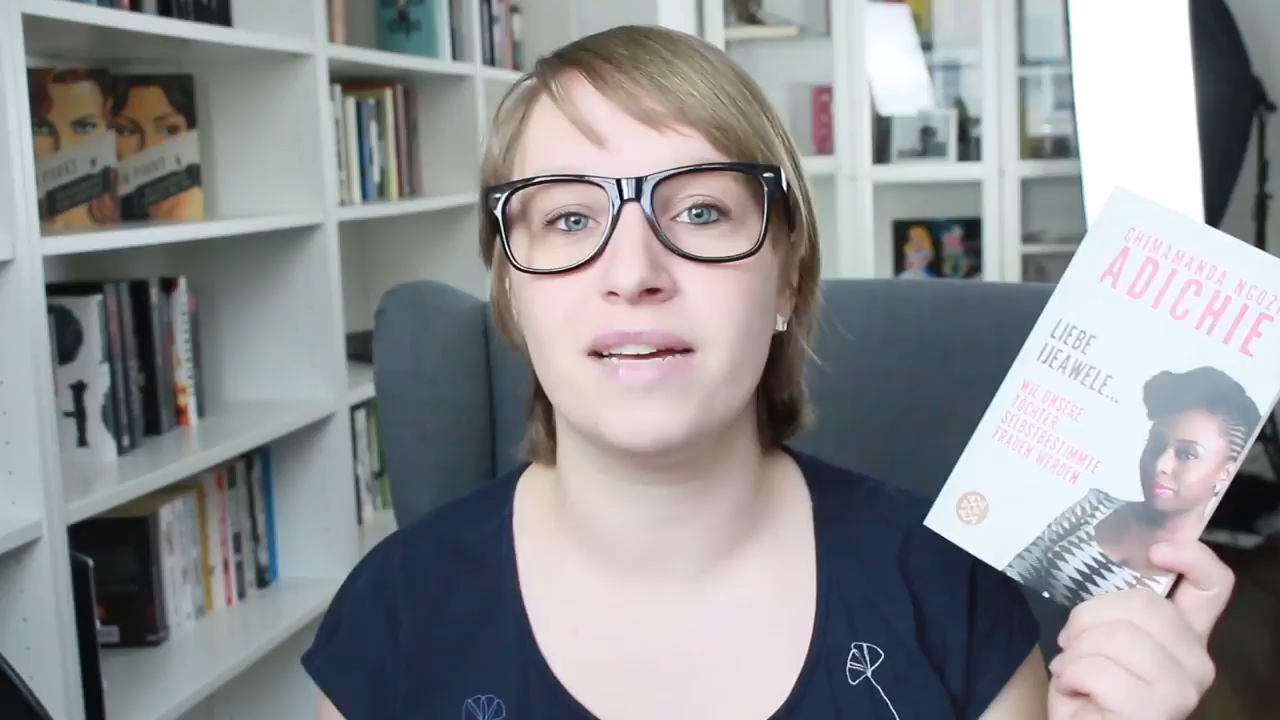 CHIMAMANDA NGOZI
ADICHIE
LIEBE
IJEAWELE...
WIE UNSERE
TÖCHTER
SELBSTBESTIMMTE
FRAUEN WERDEN